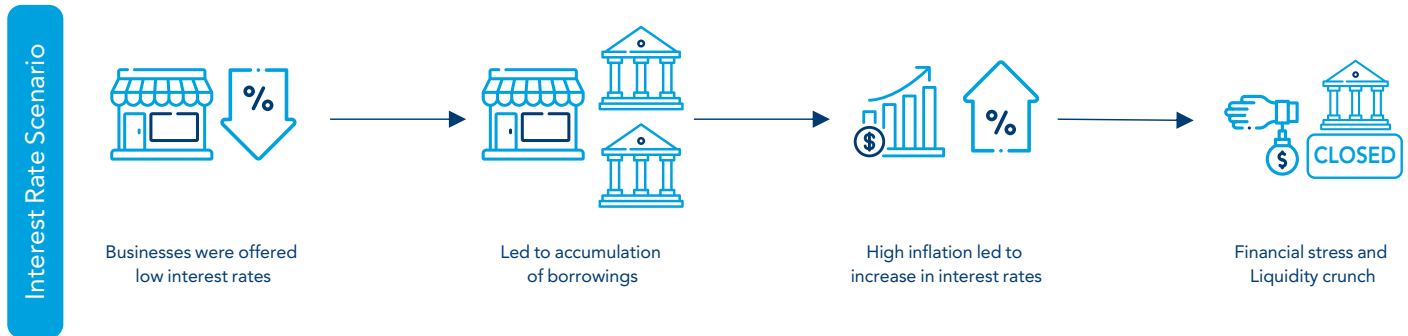 Interest Rate Scenario
%
Businesses were offered
low interest rates
Led to accumulation
of borrowings
$
%
High inflation led to
increase in interest rates
$
CLOSED
Financial stress and
Liquidity crunch